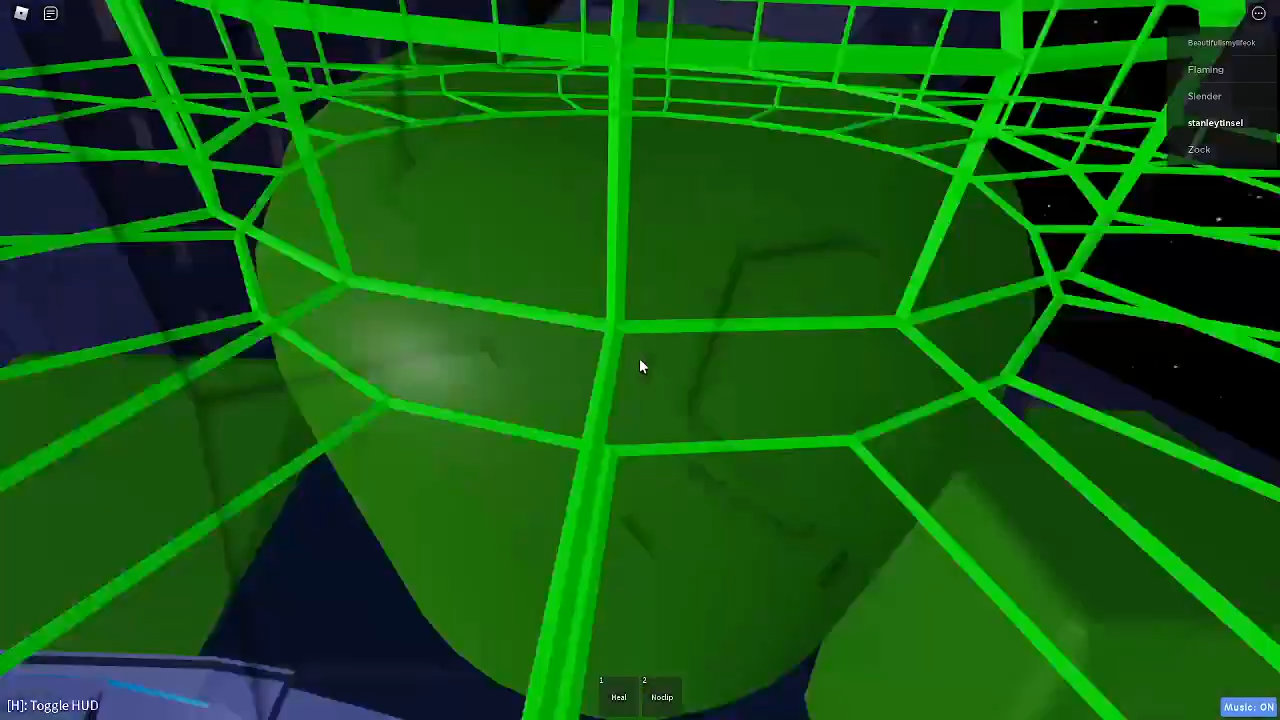 Beautifulismylifeok
Flaming
Slender
stanleytinsel
Zock
1
Heal
2
Noclip
[H]: Toggle HUD
Music: ON